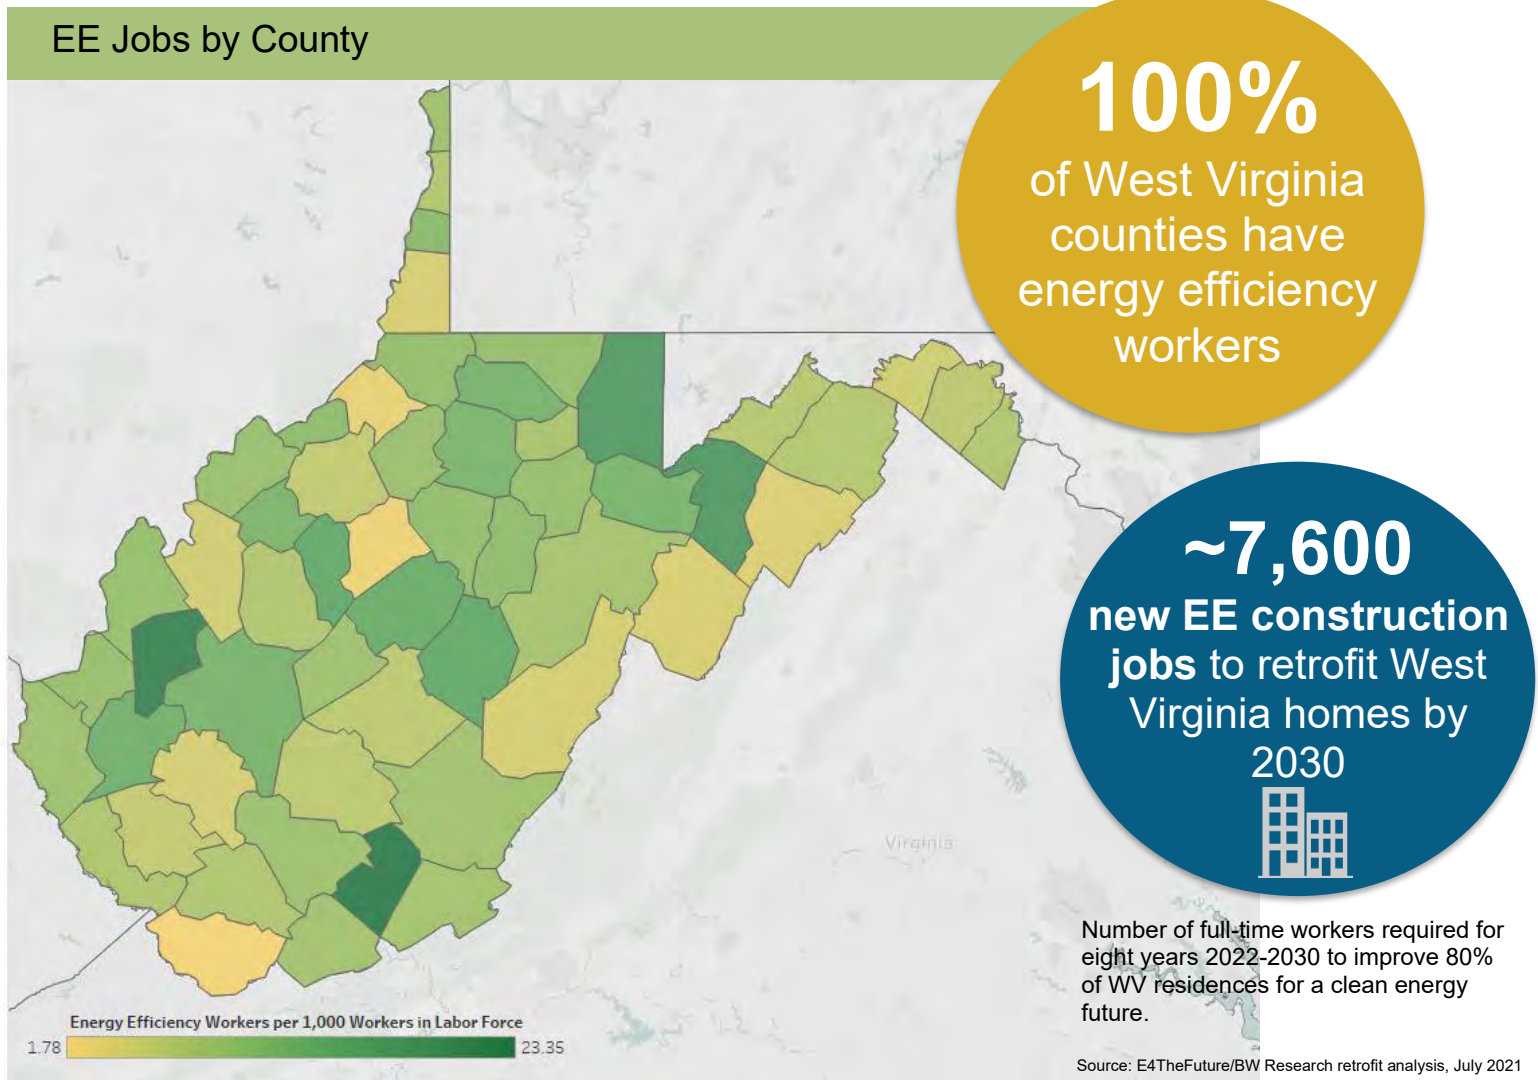 EE Jobs by County
100%
of West Virginia
counties have
energy efficiency
workers
~7,600
new EE construction
jobs to retrofit West
Virginia homes by
2030
Virginia
Number of full-time workers required for
eight years 2022-2030 to improve 80%
of WV residences for a clean energy
future.
Energy Efficiency Workers per 1,000 Workers in Labor Force
1.78 23.35
Source: E4TheFuture/BW Research retrofit analysis, July 2021